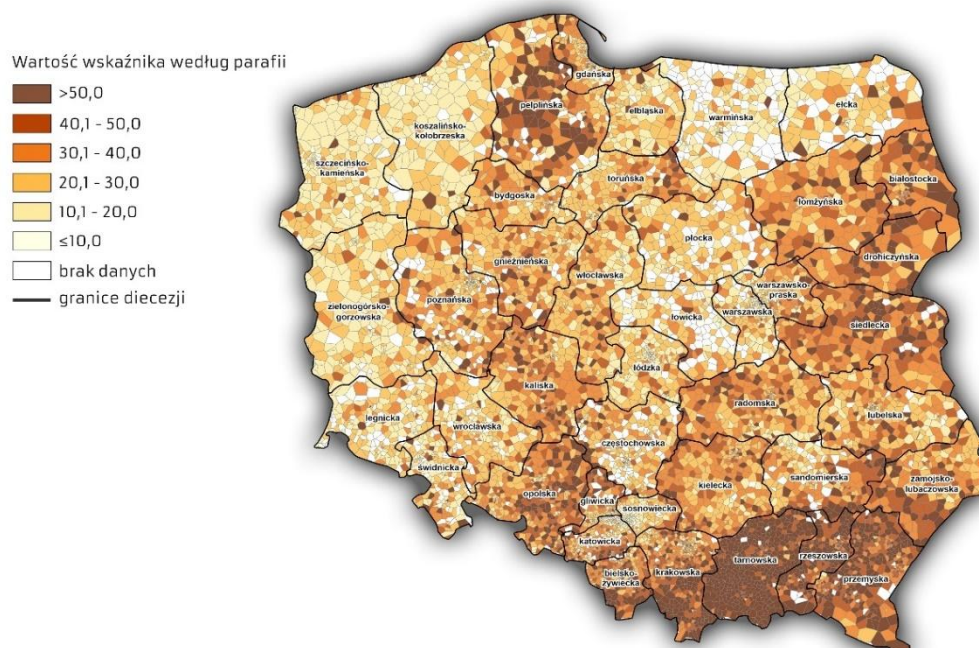 Wartość wskaźnika według parafii
>50,0
40,1 - 50,0
30,1 - 40,0
20,1 - 30,0
10,1 - 20,0
≤10,0
brak danych
granice diecezji
gdańska
pelplińska
elbląska
warmińska
ełcka
koszalińsko-
kołobrzeska
szczecińsko-
kamieńska
białostocka
bydgoska
toruńska
łomżyńska
płocka
drohiczyńska
gnieźnieńska
włocławska
warszawsko-
praska
poznańska
zielonogórsko-
gorzowska
łowicka
warszawska
siedlecka
łódzka
kaliska
radomska
legnicka
wrocławska
lubelska
częstochowska
świdnicka
kielecka
sandomierska
zamojsko-
lubaczowska
opolska
gliwicka
sosnowiecka
katowicka
tarnowska
rzeszowska
bielsko-
żywiecka
krakowska
przemyska